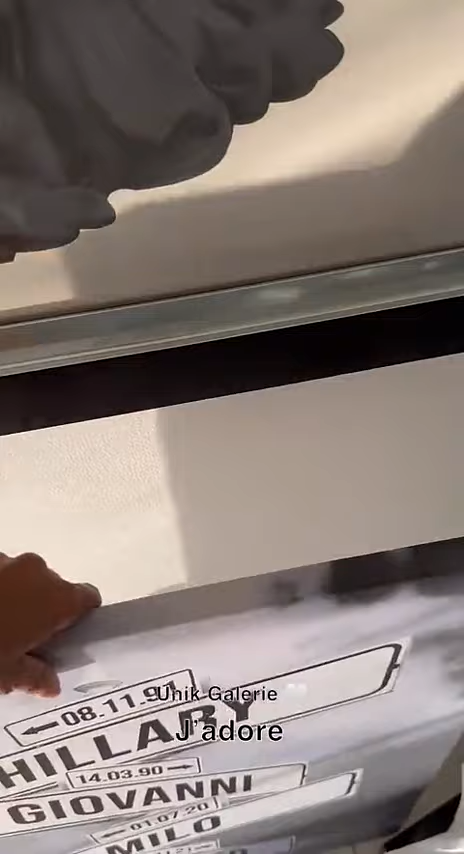 08.11.91
Unik Galerie
HILLARY
J'adore
14.03.90
GIOVANNI
01.07.20
MILO